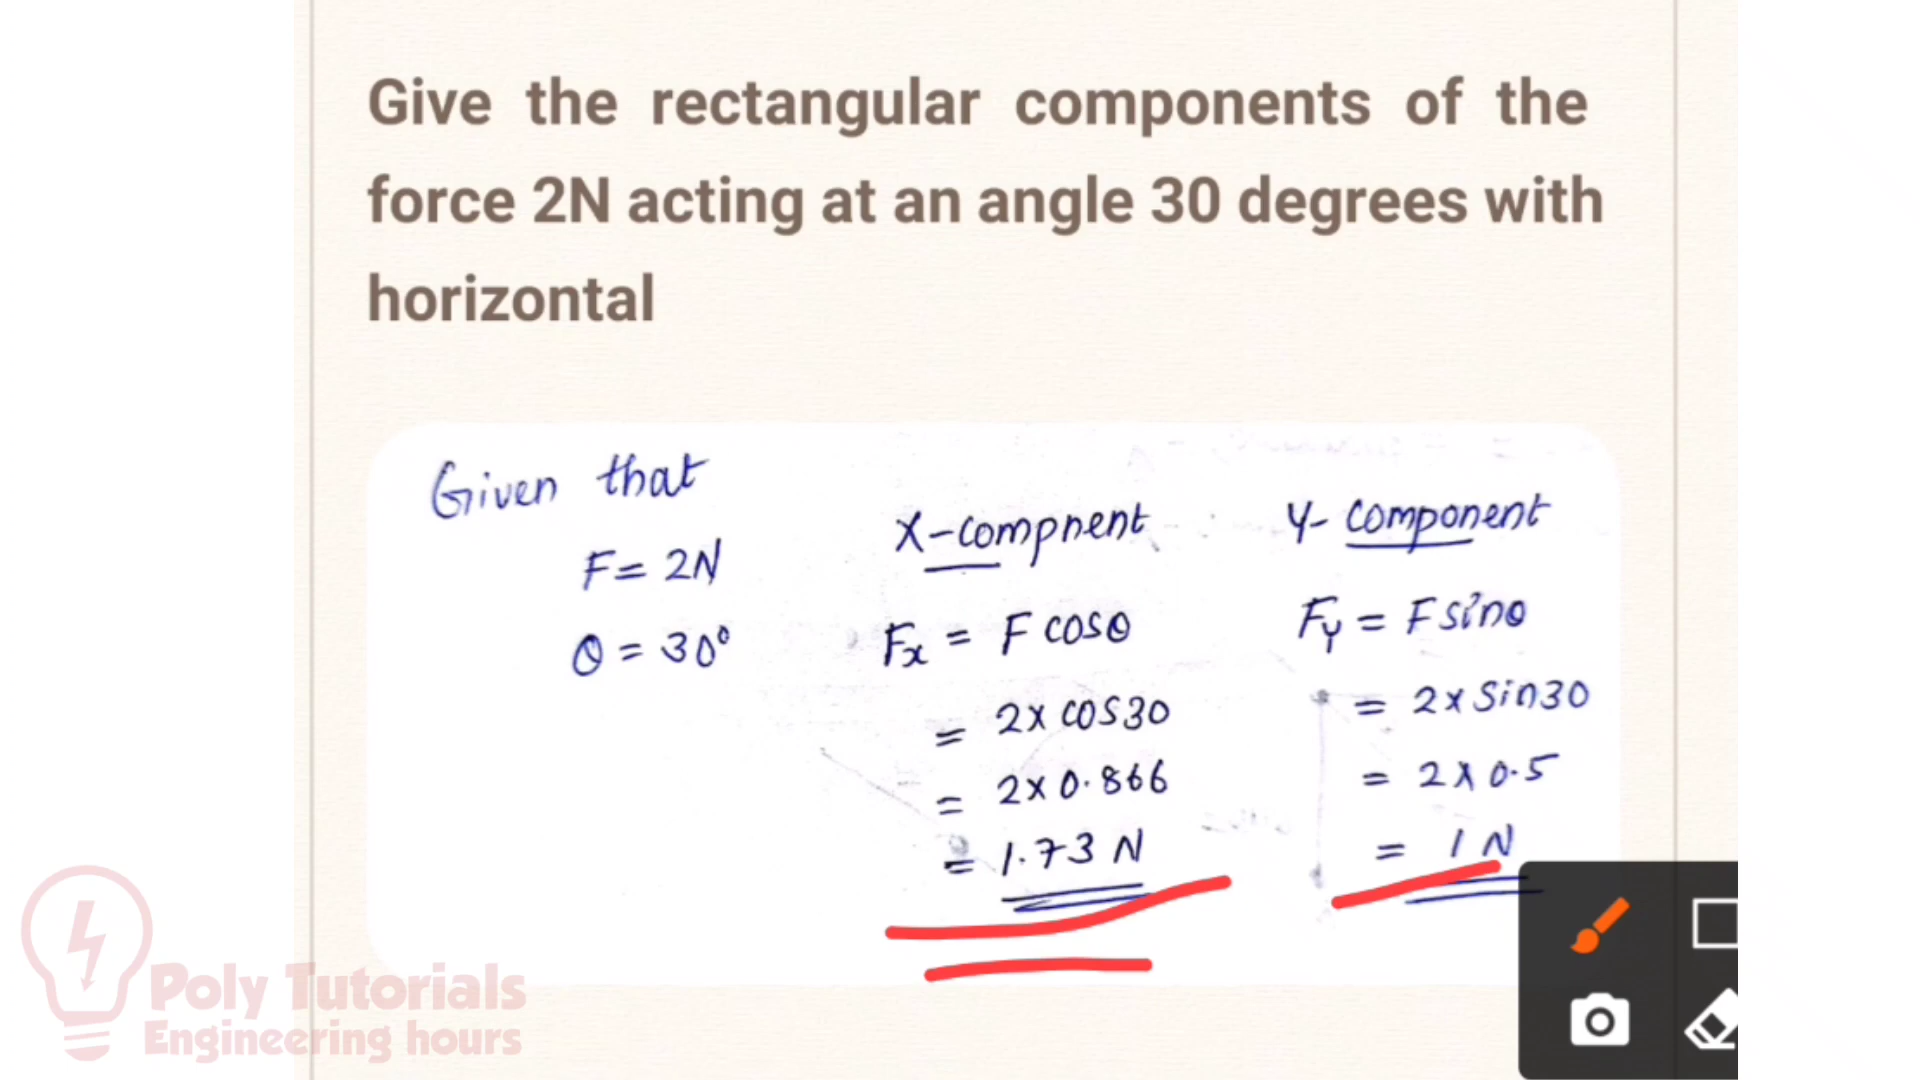 Give the rectangular components of the
force 2N acting at an angle 30 degrees with
horizontal
Given that
F = 2N
θ = 30°
X-compnent
Fx = F cosθ
= 2x cos30
= 2x 0.866
= 1.73 N
Y- component
Fy = F sinθ
= 2x Sin30
= 2x 0.5
= 1 N
Poly Tutorials
Engineering hours